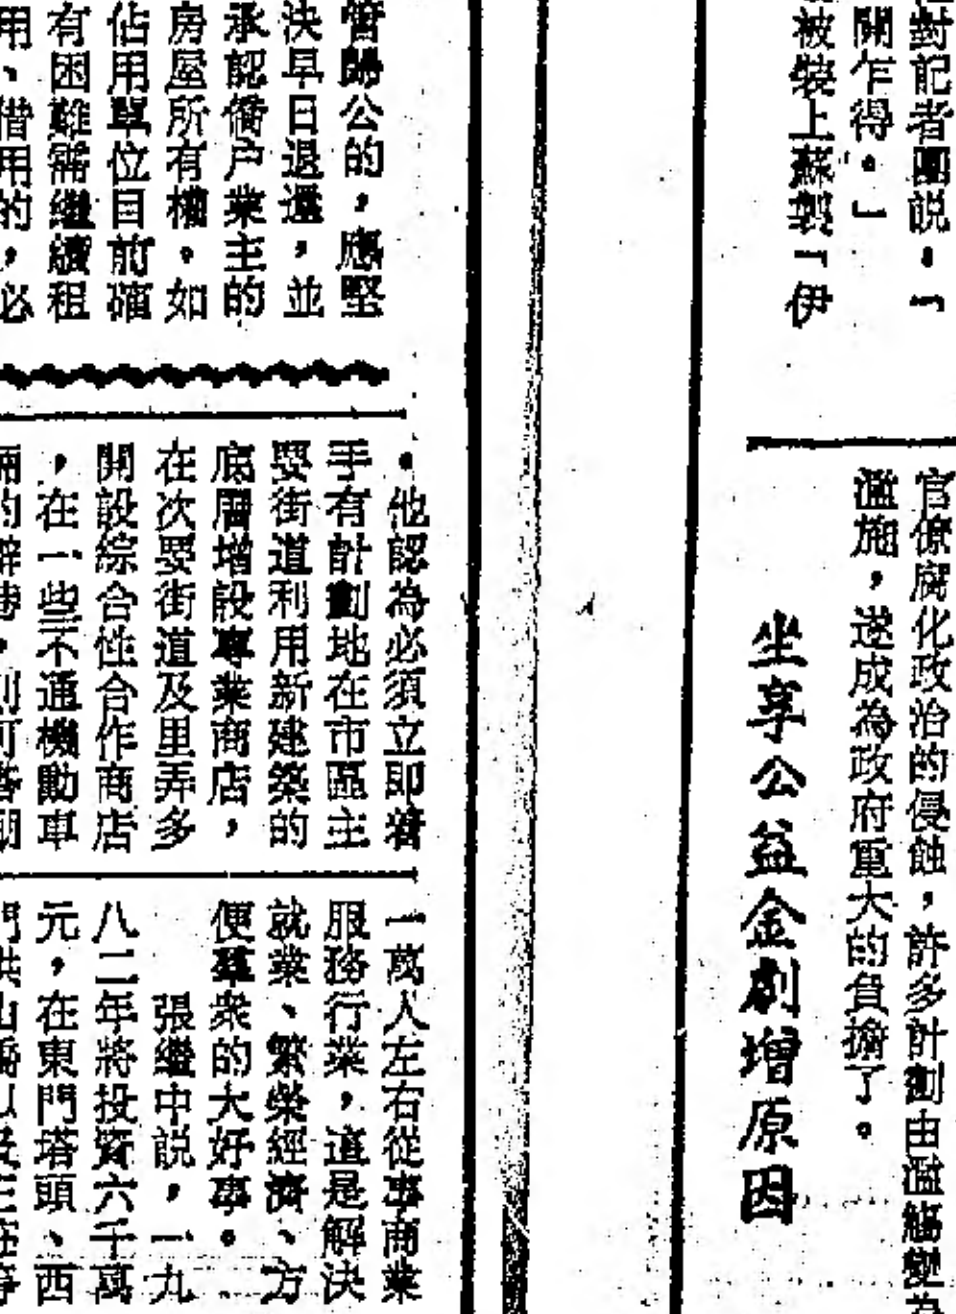 對記者團説。「
關乍得。」
被裝上蘇製「伊
官僚腐化政治的侵蝕，許多計劃由濫觴變為
濫施，遂成為政府重大的負擔了。
坐享公益金劇增原因
管歸公的，應堅
決早日退還，並
承認僑户業主的
房屋所有權。如
佔用單位目前確
有困難需繼續租
用、借用的，必
。他認為必須立即着
手有計劃地在市區主
要街道利用新建築的
底層增設專業商店，
在次要街道及里弄多
開設綜合性合作商店
，在一些不通機動車
一萬人左右從事商業
服務行業，這是解決
就業、繁榮經濟、方
便羣衆的大好事。
張繼中説，一九
八二年將投資六千萬
元，在東門塔頭、西